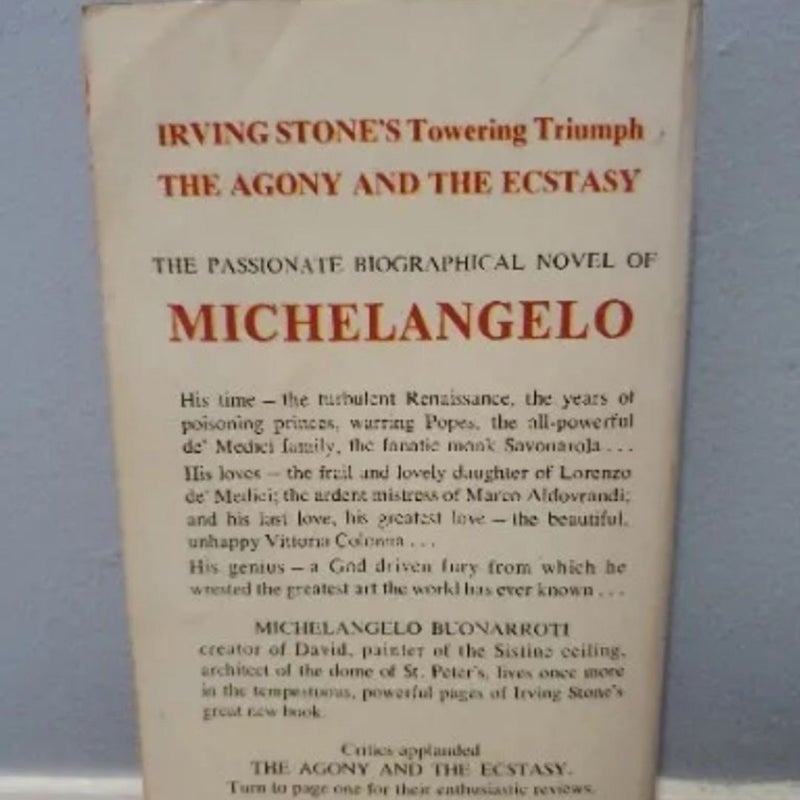 IRVING STONE'S Towering Triumph
THE AGONY AND THE ECSTASY
THE PASSIONATE BIOGRAPHICAL NOVEL OF
MICHELANGELO
His time – the turbulent Renaissance, the years of
poisoning princes, warring Popes, the all-powerful
de' Medici family, the fanatic monk Savonarola . . .
His loves – the frail and lovely daughter of Lorenzo
de' Medici; the ardent mistress of Marco Aldovrandi;
and his last love, his greatest love – the beautiful,
unhappy Vittoria Colonna . . .
His genius – a God driven fury from which he
wrested the greatest art the world has ever known . . .
MICHELANGELO BUONARROTI
creator of David, painter of the Sistine ceiling,
architect of the dome of St. Peter's, lives once more
in the tempestuous, powerful pages of Irving Stone's
great new book.
Critics applauded
THE AGONY AND THE ECSTASY.
Turn to page one for their enthusiastic reviews.